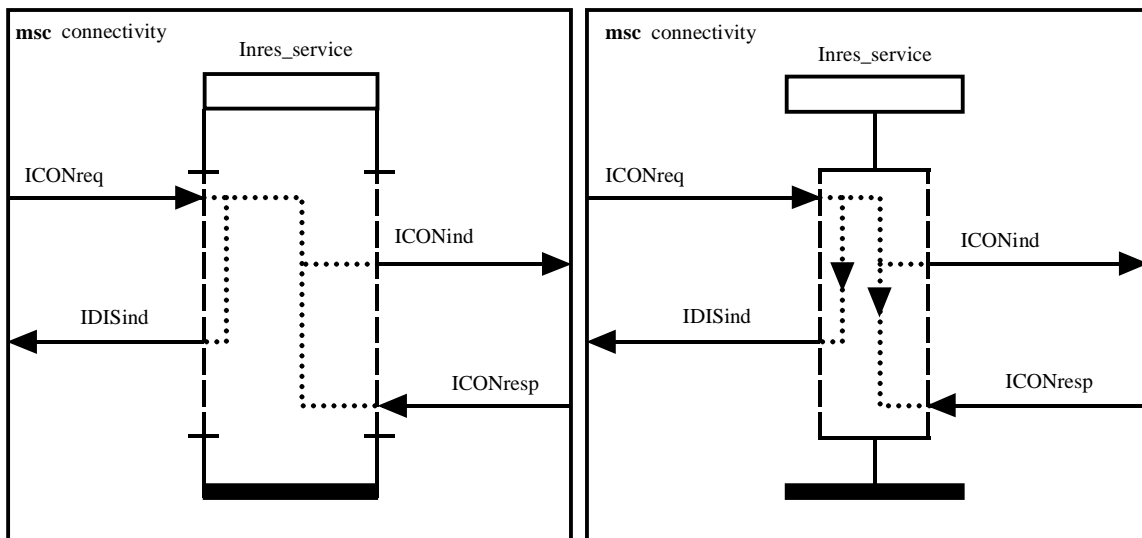 msc connectivity
Inres_service
ICONreq
ICONind
IDISind
ICONresp
msc connectivity
Inres_service
ICONreq
ICONind
IDISind
ICONresp